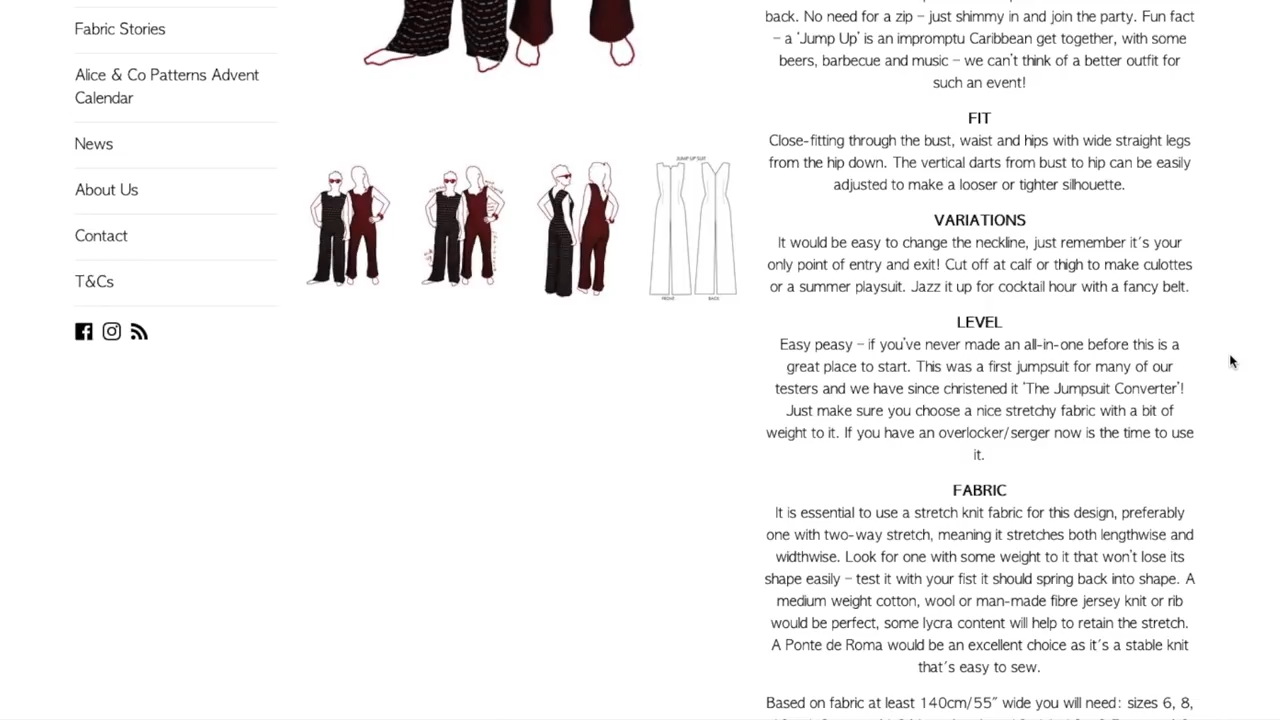 Fabric Stories
Alice & Co Patterns Advent
Calendar
News
About Us
Contact
T&Cs
JUMP UP SUIT
FRONT
BACK
back. No need for a zip – just shimmy in and join the party. Fun fact
– a ‘Jump Up’ is an impromptu Caribbean get together, with some
beers, barbecue and music – we can’t think of a better outfit for
such an event!
FIT
Close-fitting through the bust, waist and hips with wide straight legs
from the hip down. The vertical darts from bust to hip can be easily
adjusted to make a looser or tighter silhouette.
VARIATIONS
It would be easy to change the neckline, just remember it´s your
only point of entry and exit! Cut off at calf or thigh to make culottes
or a summer playsuit. Jazz it up for cocktail hour with a fancy belt.
LEVEL
Easy peasy – if you’ve never made an all-in-one before this is a
great place to start. This was a first jumpsuit for many of our
testers and we have since christened it ‘The Jumpsuit Converter’!
Just make sure you choose a nice stretchy fabric with a bit of
weight to it. If you have an overlocker/serger now is the time to use
it.
FABRIC
It is essential to use a stretch knit fabric for this design, preferably
one with two-way stretch, meaning it stretches both lengthwise and
widthwise. Look for one with some weight to it that won’t lose its
shape easily – test it with your fist it should spring back into shape. A
medium weight cotton, wool or man-made fibre jersey knit or rib
would be perfect, some lycra content will help to retain the stretch.
A Ponte de Roma would be an excellent choice as it´s a stable knit
that´s easy to sew.
Based on fabric at least 140cm/55″ wide you will need: sizes 6, 8,